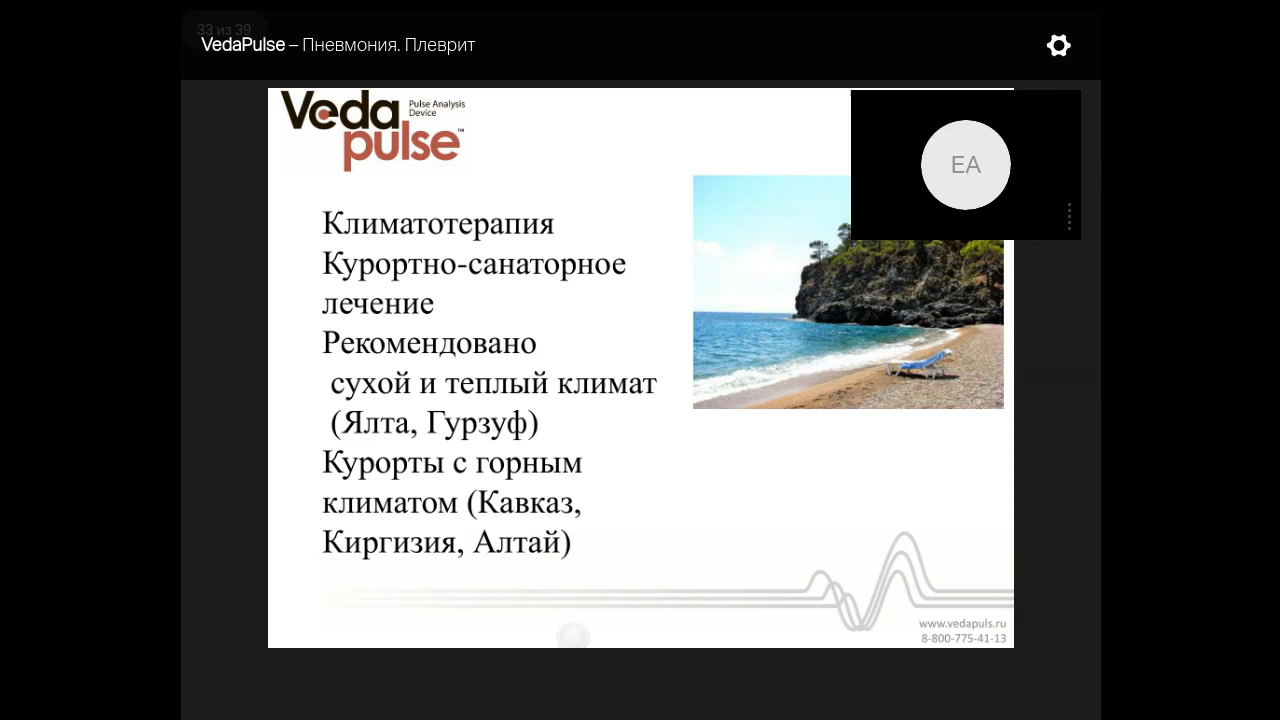 33 из 39
VedaPulse – Пневмония. Плеврит
Veda
pulse™
Pulse Analysis
Device
EA
Климатотерапия
Курортно-санаторное
лечение
Рекомендовано
сухой и теплый климат
(Ялта, Гурзуф)
Курорты с горным
климатом (Кавказ,
Киргизия, Алтай)
www.vedapuls.ru
8-800-775-41-13